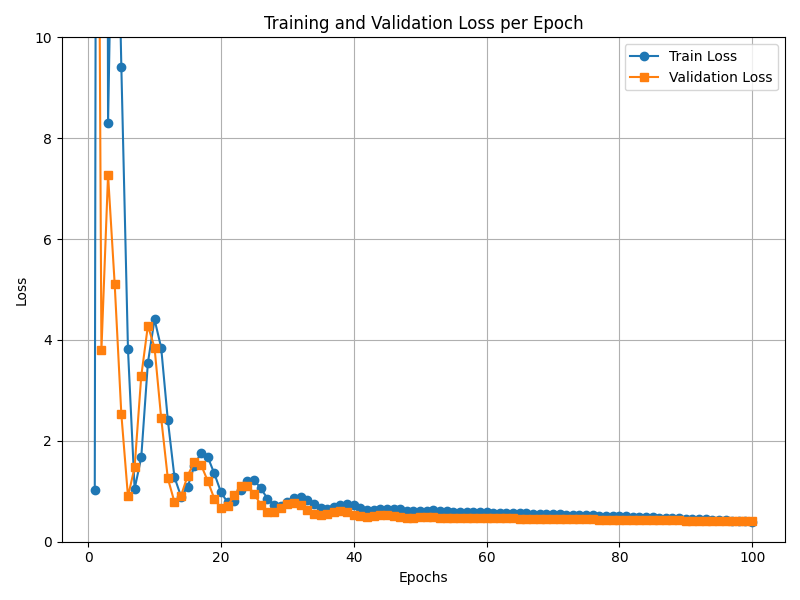 Training and Validation Loss per Epoch
Train Loss
Validation Loss
10
8
6
4
2
0
Loss
0 20 40 60 80 100
Epochs